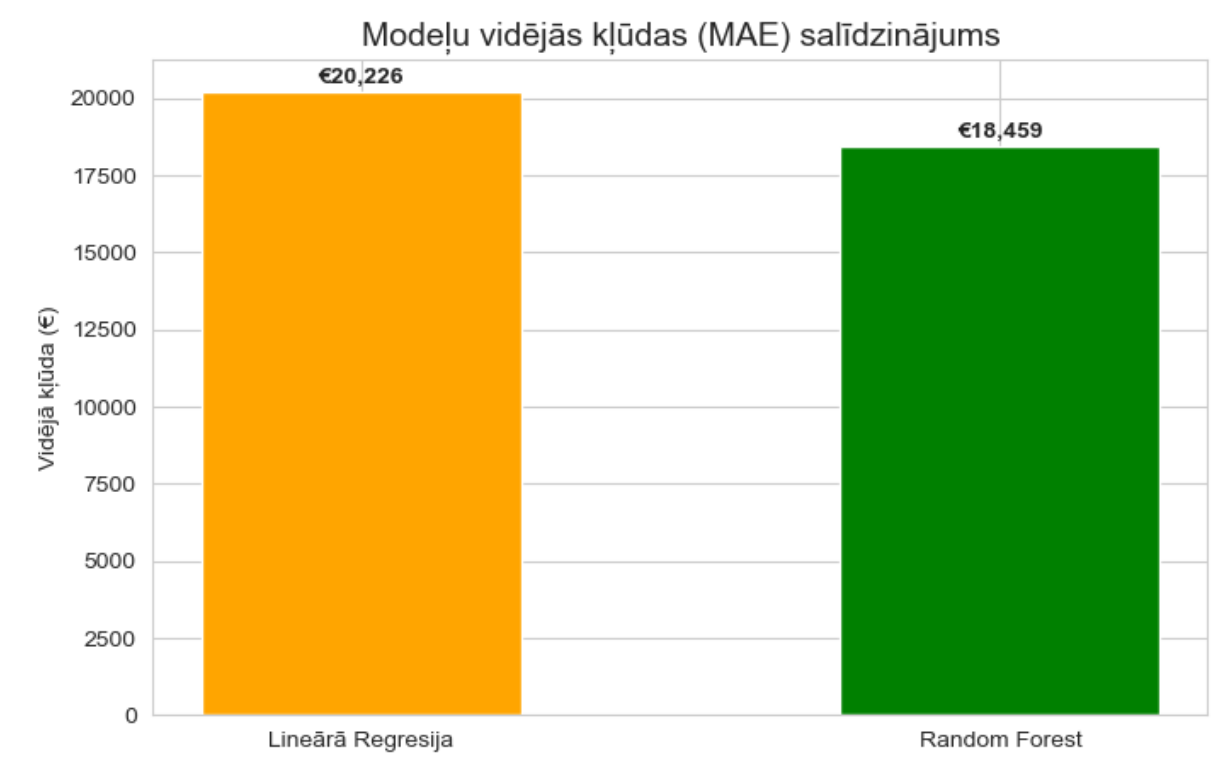 Modeļu vidējās kļūdas (MAE) salīdzinājums
€20,226
€18,459
20000
17500
15000
12500
10000
7500
5000
2500
0
Vidējā kļūda (€)
Lineārā Regresija
Random Forest